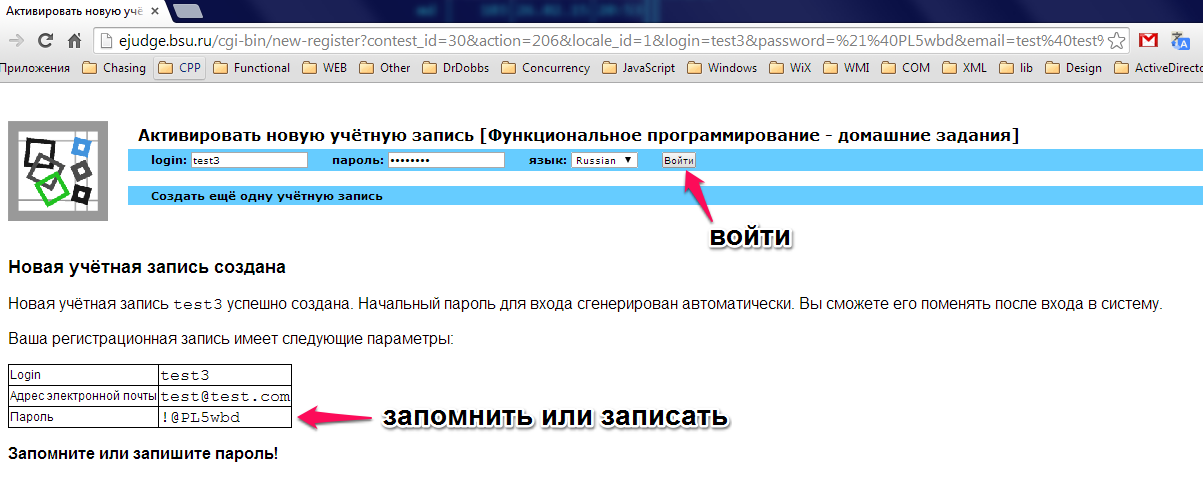 Активировать новую учё
ejudge.bsu.ru/cgi-bin/new-register?contest_id=30&action=206&locale_id=1&login=test3&password=%21%40PL5wbd&email=test%40test%
Приложения Chasing CPP Functional WEB Other DrDobbs Concurrency JavaScript Windows WiX WMI COM XML lib Design ActiveDirecto
Активировать новую учётную запись [Функциональное программирование - домашние задания]
login: test3 пароль: •••••••• язык: Russian Войти
Создать ещё одну учётную запись
войти
Новая учётная запись создана
Новая учётная запись test3 успешно создана. Начальный пароль для входа сгенерирован автоматически. Вы сможете его поменять после входа в систему.
Ваша регистрационная запись имеет следующие параметры:
Login test3
Адрес электронной почты test@test.com
Пароль !@PL5wbd
запомнить или записать
Запомните или запишите пароль!